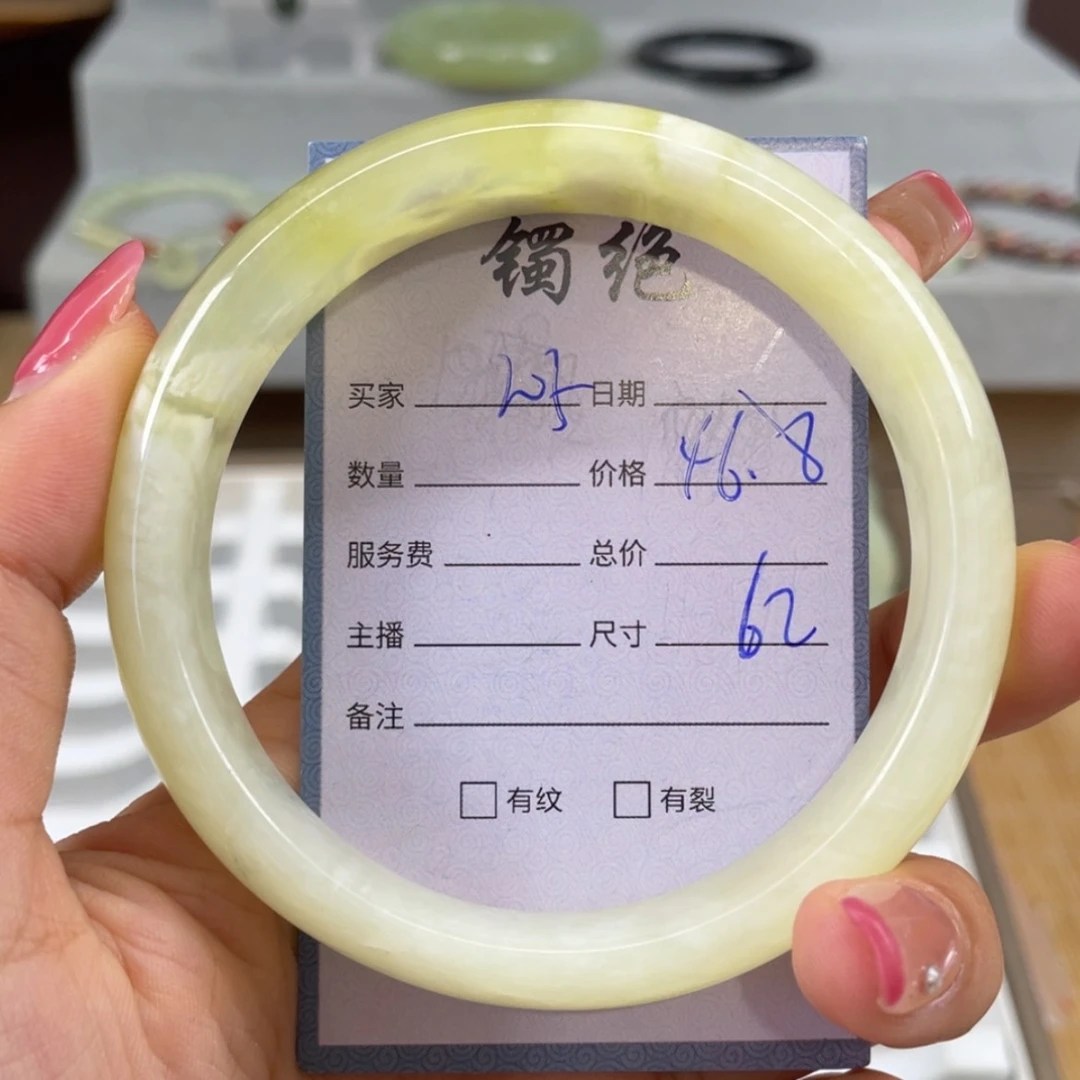 镯绝
买家 日期
数量 价格 46.8
服务费 总价
主播 尺寸 62
备注
有纹 有裂